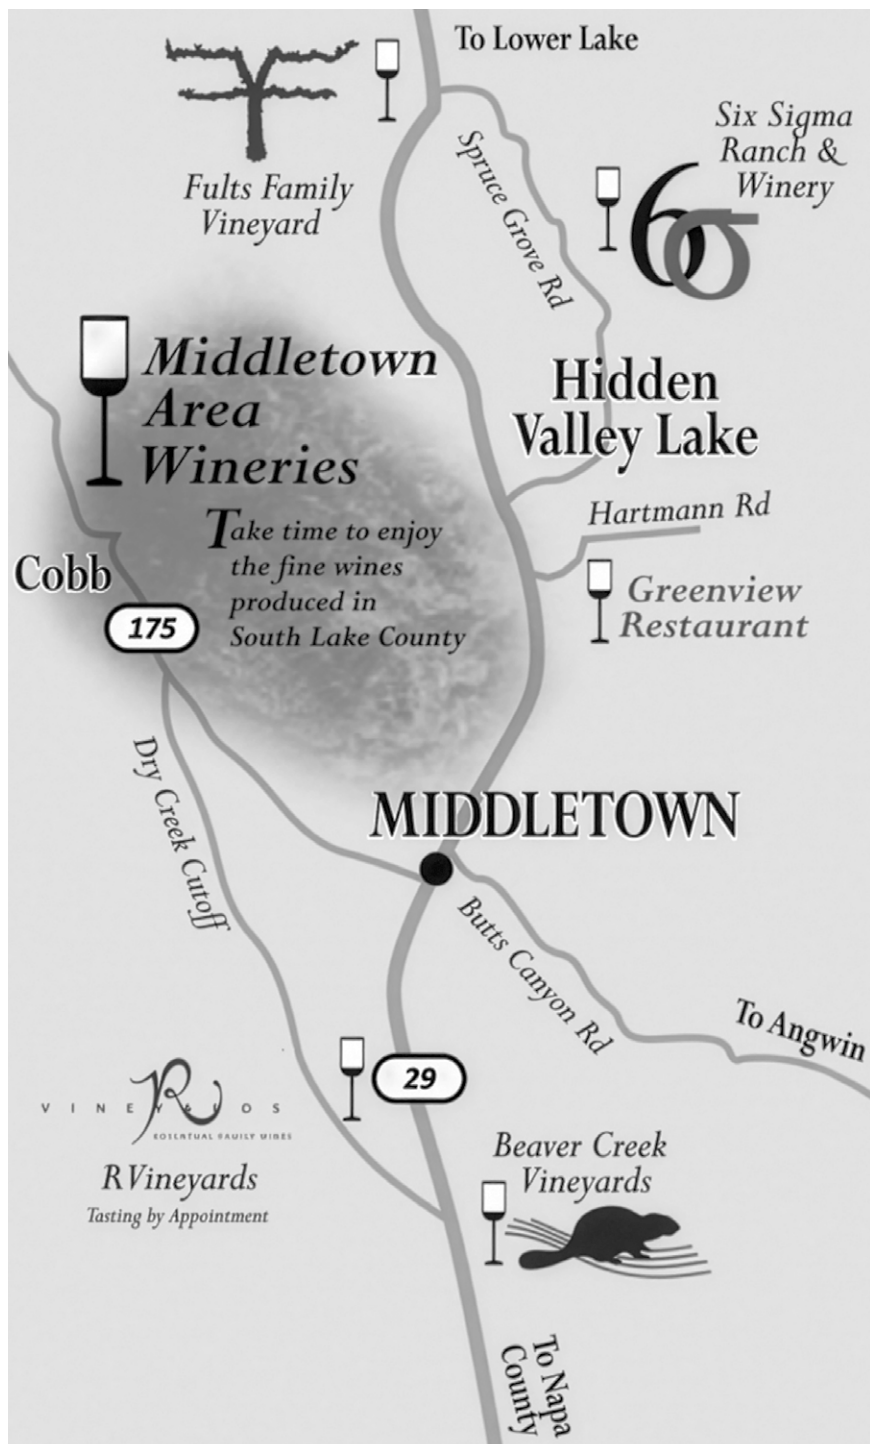 To Lower Lake
Fults Family
Vineyard
Six Sigma
Ranch &
Winery
6σ
Spruce Grove Rd
Middletown
Area
Wineries
Take time to enjoy
the fine wines
produced in
South Lake County
Hidden
Valley Lake
Hartmann Rd
Greenview
Restaurant
Cobb
175
Dry Creek Cutoff
MIDDLETOWN
Butts Canyon Rd
To Angwin
29
R
FAMILY WINES
R Vineyards
Tasting by Appointment
Beaver Creek
Vineyards
To Napa
County